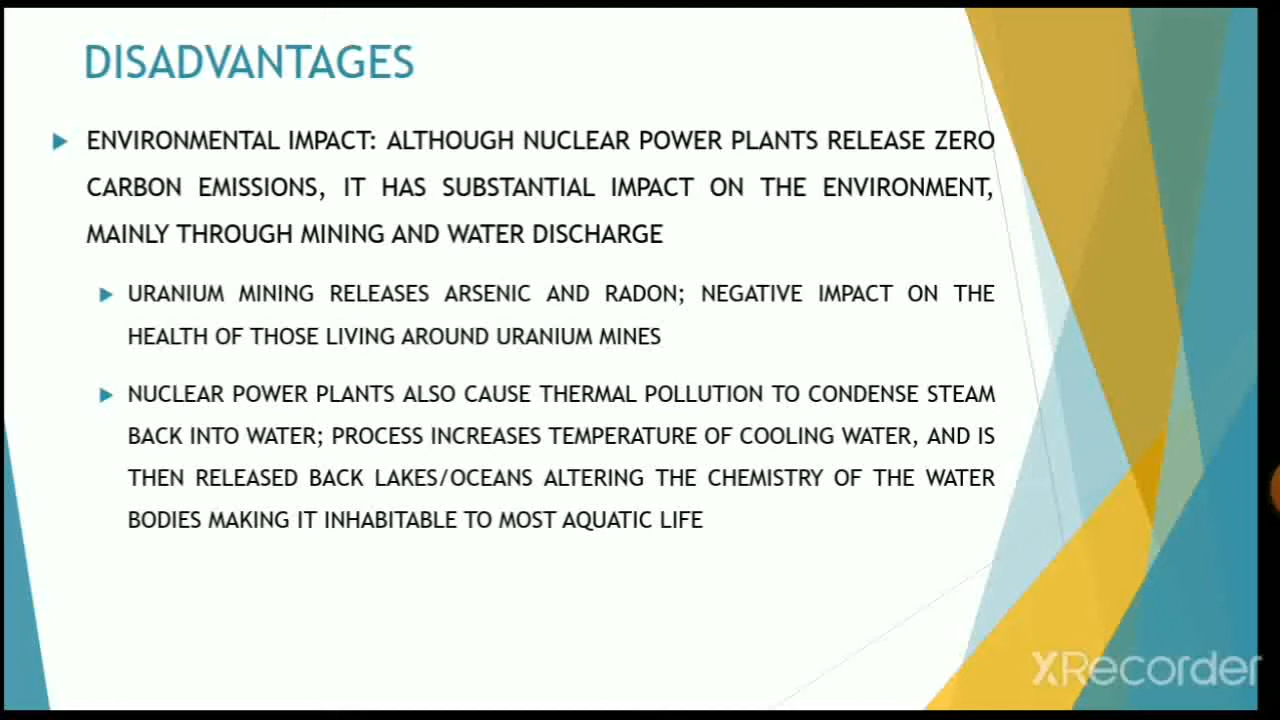 DISADVANTAGES
ENVIRONMENTAL IMPACT: ALTHOUGH NUCLEAR POWER PLANTS RELEASE ZERO
CARBON EMISSIONS, IT HAS SUBSTANTIAL IMPACT ON THE ENVIRONMENT,
MAINLY THROUGH MINING AND WATER DISCHARGE
URANIUM MINING RELEASES ARSENIC AND RADON; NEGATIVE IMPACT ON THE
HEALTH OF THOSE LIVING AROUND URANIUM MINES
NUCLEAR POWER PLANTS ALSO CAUSE THERMAL POLLUTION TO CONDENSE STEAM
BACK INTO WATER; PROCESS INCREASES TEMPERATURE OF COOLING WATER, AND IS
THEN RELEASED BACK LAKES/OCEANS ALTERING THE CHEMISTRY OF THE WATER
BODIES MAKING IT INHABITABLE TO MOST AQUATIC LIFE
XRecorder